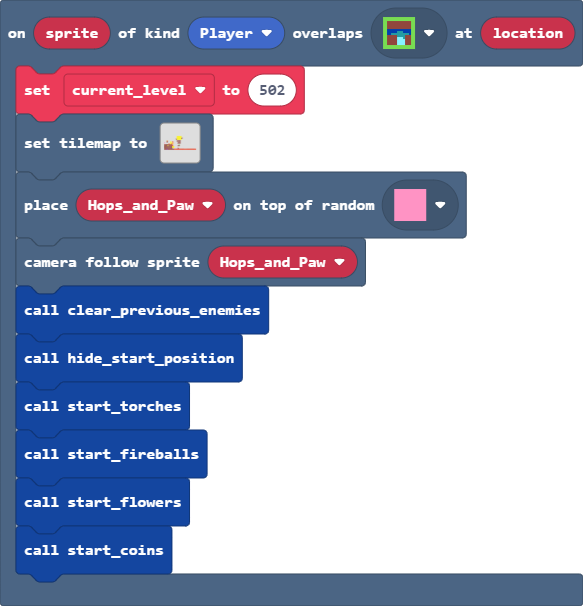 on sprite of kind Player overlaps at location
set current_level to 502
set tilemap to
place Hops_and_Paw on top of random
camera follow sprite Hops_and_Paw
call clear_previous_enemies
call hide_start_position
call start_torches
call start_fireballs
call start_flowers
call start_coins